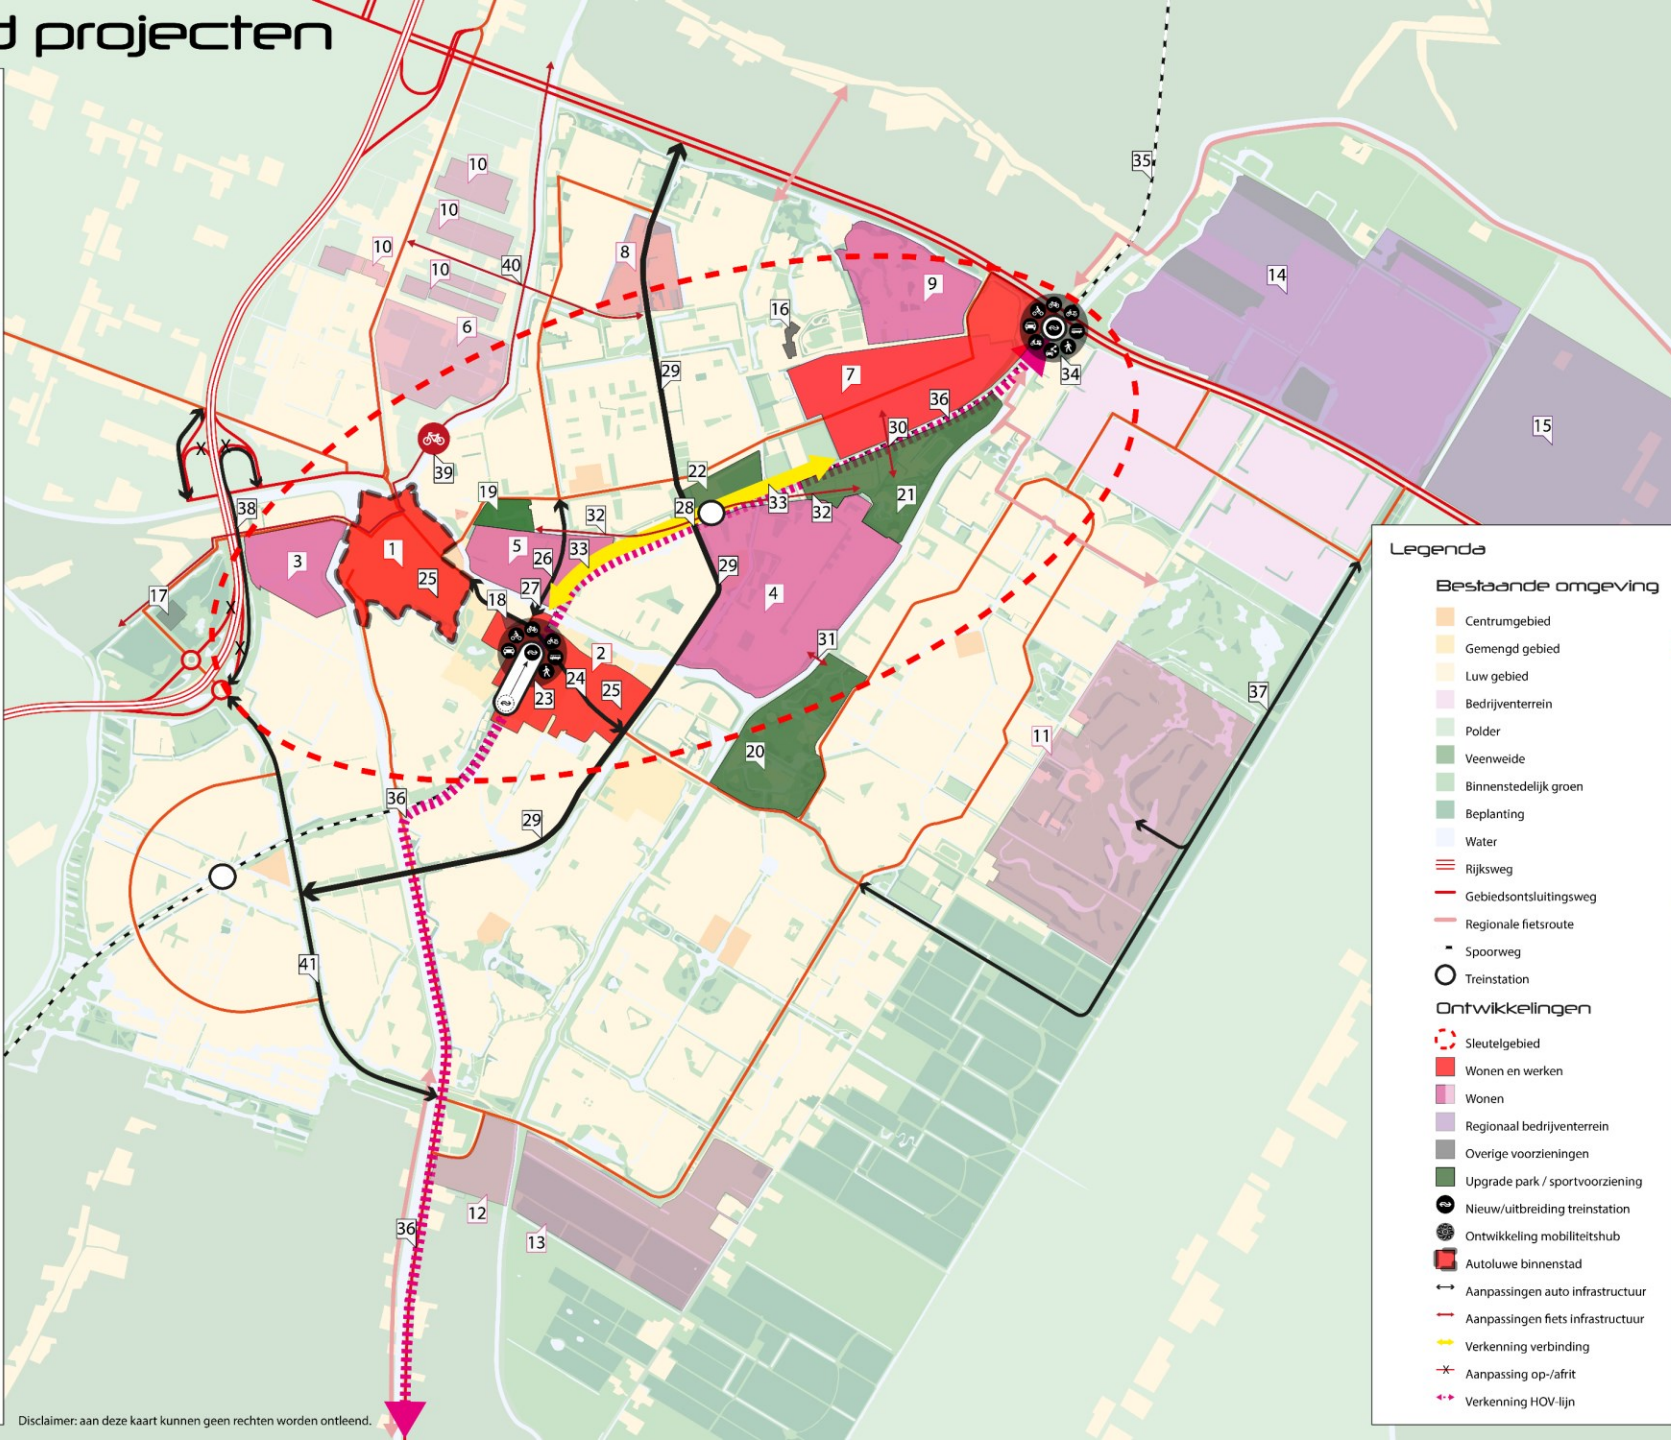 d projecten
35
10
10
10
10
40
8
14
9
16
6
34
7
29
36
15
30
39
22
19
21
28
33
32
38
32
5
1
33
3
26
29
25
27
4
17
18
31
2
24
25
23
37
11
20
36
29
41
12
36
13
Legenda
Bestaande omgeving
Centrumgebied
Gemengd gebied
Luw gebied
Bedrijventerrein
Polder
Veenweide
Binnenstedelijk groen
Beplanting
Water
Rijksweg
Gebiedsontsluitingsweg
Regionale fietsroute
Spoorweg
Treinstation
Ontwikkelingen
Sleutelgebied
Wonen en werken
Wonen
Regionaal bedrijventerrein
Overige voorzieningen
Upgrade park / sportvoorziening
Nieuw/uitbreiding treinstation
Ontwikkeling mobiliteitshub
Autoluwe binnenstad
Aanpassingen auto infrastructuur
Aanpassingen fiets infrastructuur
Verkenning verbinding
Aanpassing op-/afrit
Verkenning HOV-lijn
Disclaimer: aan deze kaart kunnen geen rechten worden ontleend.